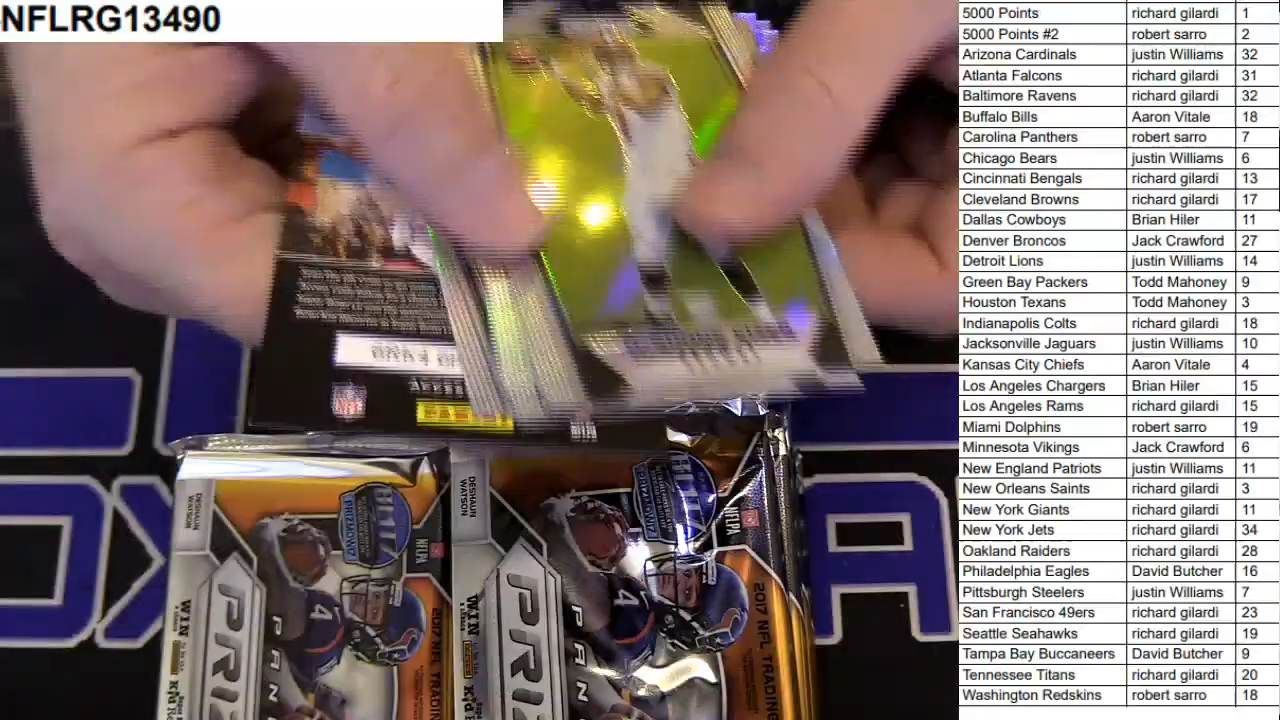 NFLRG13490
5000 Points richard gilardi 1
5000 Points #2 robert sarro 2
Arizona Cardinals justin Williams 32
Atlanta Falcons richard gilardi 31
Baltimore Ravens richard gilardi 32
Buffalo Bills Aaron Vitale 18
Carolina Panthers robert sarro 7
Chicago Bears justin Williams 6
Cincinnati Bengals richard gilardi 13
Cleveland Browns richard gilardi 17
Dallas Cowboys Brian Hiler 11
Denver Broncos Jack Crawford 27
Detroit Lions justin Williams 14
Green Bay Packers Todd Mahoney 9
Houston Texans Todd Mahoney 3
Indianapolis Colts richard gilardi 18
Jacksonville Jaguars justin Williams 10
Kansas City Chiefs Aaron Vitale 4
Los Angeles Chargers Brian Hiler 15
Los Angeles Rams richard gilardi 15
Miami Dolphins robert sarro 19
Minnesota Vikings Jack Crawford 6
New England Patriots justin Williams 11
New Orleans Saints richard gilardi 3
New York Giants richard gilardi 11
New York Jets richard gilardi 34
Oakland Raiders richard gilardi 28
Philadelphia Eagles David Butcher 16
Pittsburgh Steelers justin Williams 7
San Francisco 49ers richard gilardi 23
Seattle Seahawks richard gilardi 19
Tampa Bay Buccaneers David Butcher 9
Tennessee Titans richard gilardi 20
Washington Redskins robert sarro 18
DESHAUN
WATSON
NFLPA
WIN
PRIZ
PAN
2017 NFL TRADING
DESHAUN
WATSON
NFLPA
WIN
PRIZ
PAN
2017 NFL TRADING